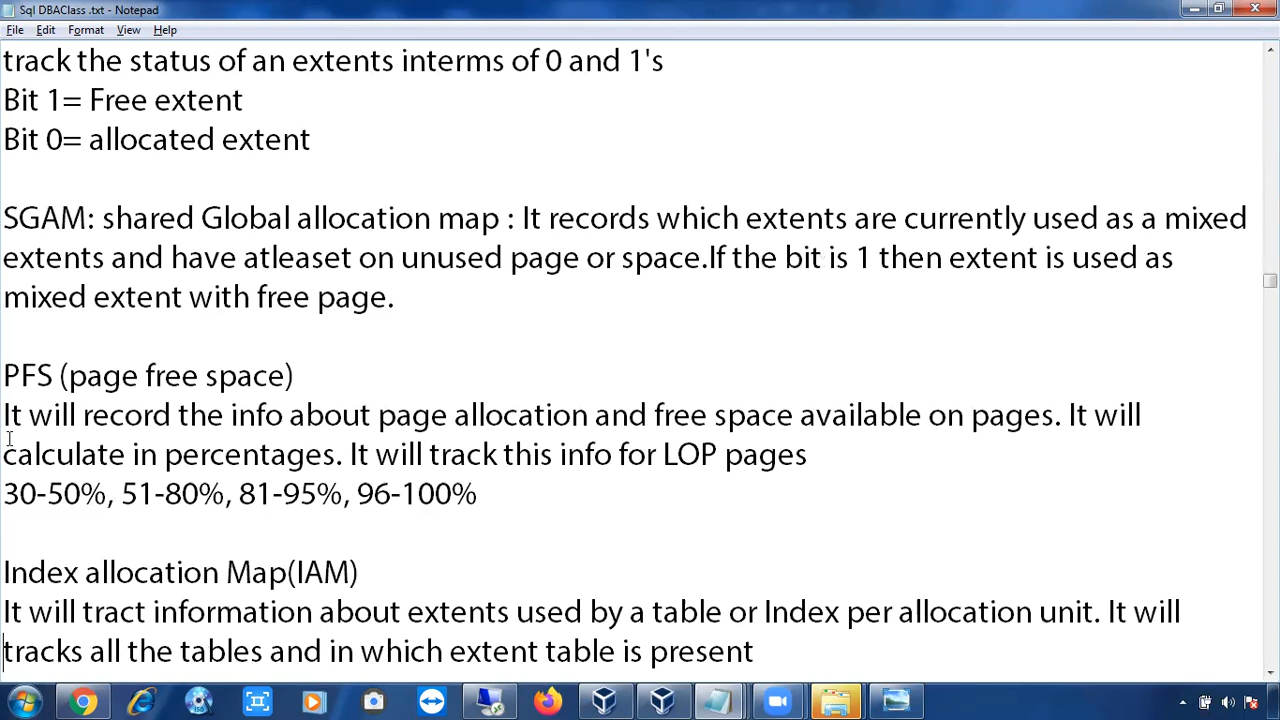 Sql DBAClass .txt - Notepad
File Edit Format View Help
track the status of an extents interms of 0 and 1's
Bit 1= Free extent
Bit 0= allocated extent
SGAM: shared Global allocation map : It records which extents are currently used as a mixed
extents and have atleaset on unused page or space.If the bit is 1 then extent is used as
mixed extent with free page.
PFS (page free space)
It will record the info about page allocation and free space available on pages. It will
calculate in percentages. It will track this info for LOP pages
30-50%, 51-80%, 81-95%, 96-100%
Index allocation Map(IAM)
It will tract information about extents used by a table or Index per allocation unit. It will
tracks all the tables and in which extent table is present